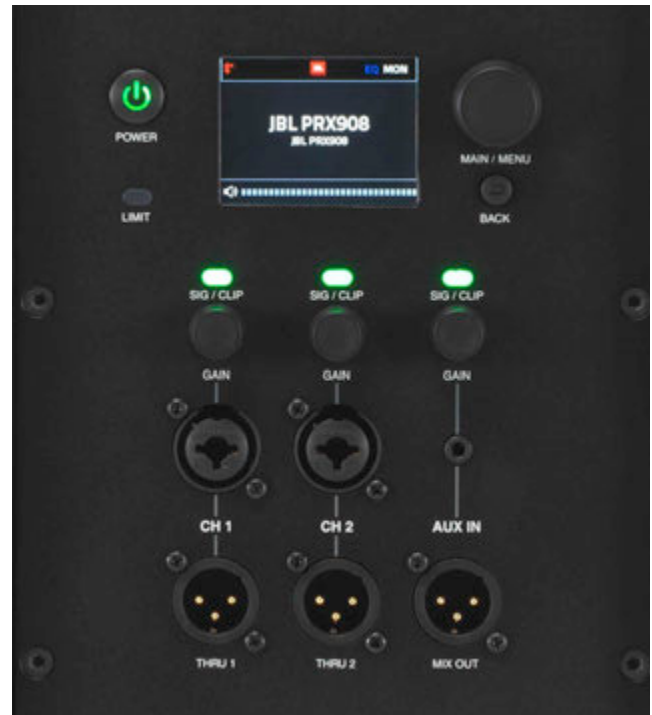 EQ MON
JBL PRX908
JBL PRX908
POWER
MAIN / MENU
LIMIT
BACK
SIG / CLIP SIG / CLIP SIG / CLIP
GAIN GAIN GAIN
CH 1 CH 2 AUX IN
THRU 1 THRU 2 MIX OUT